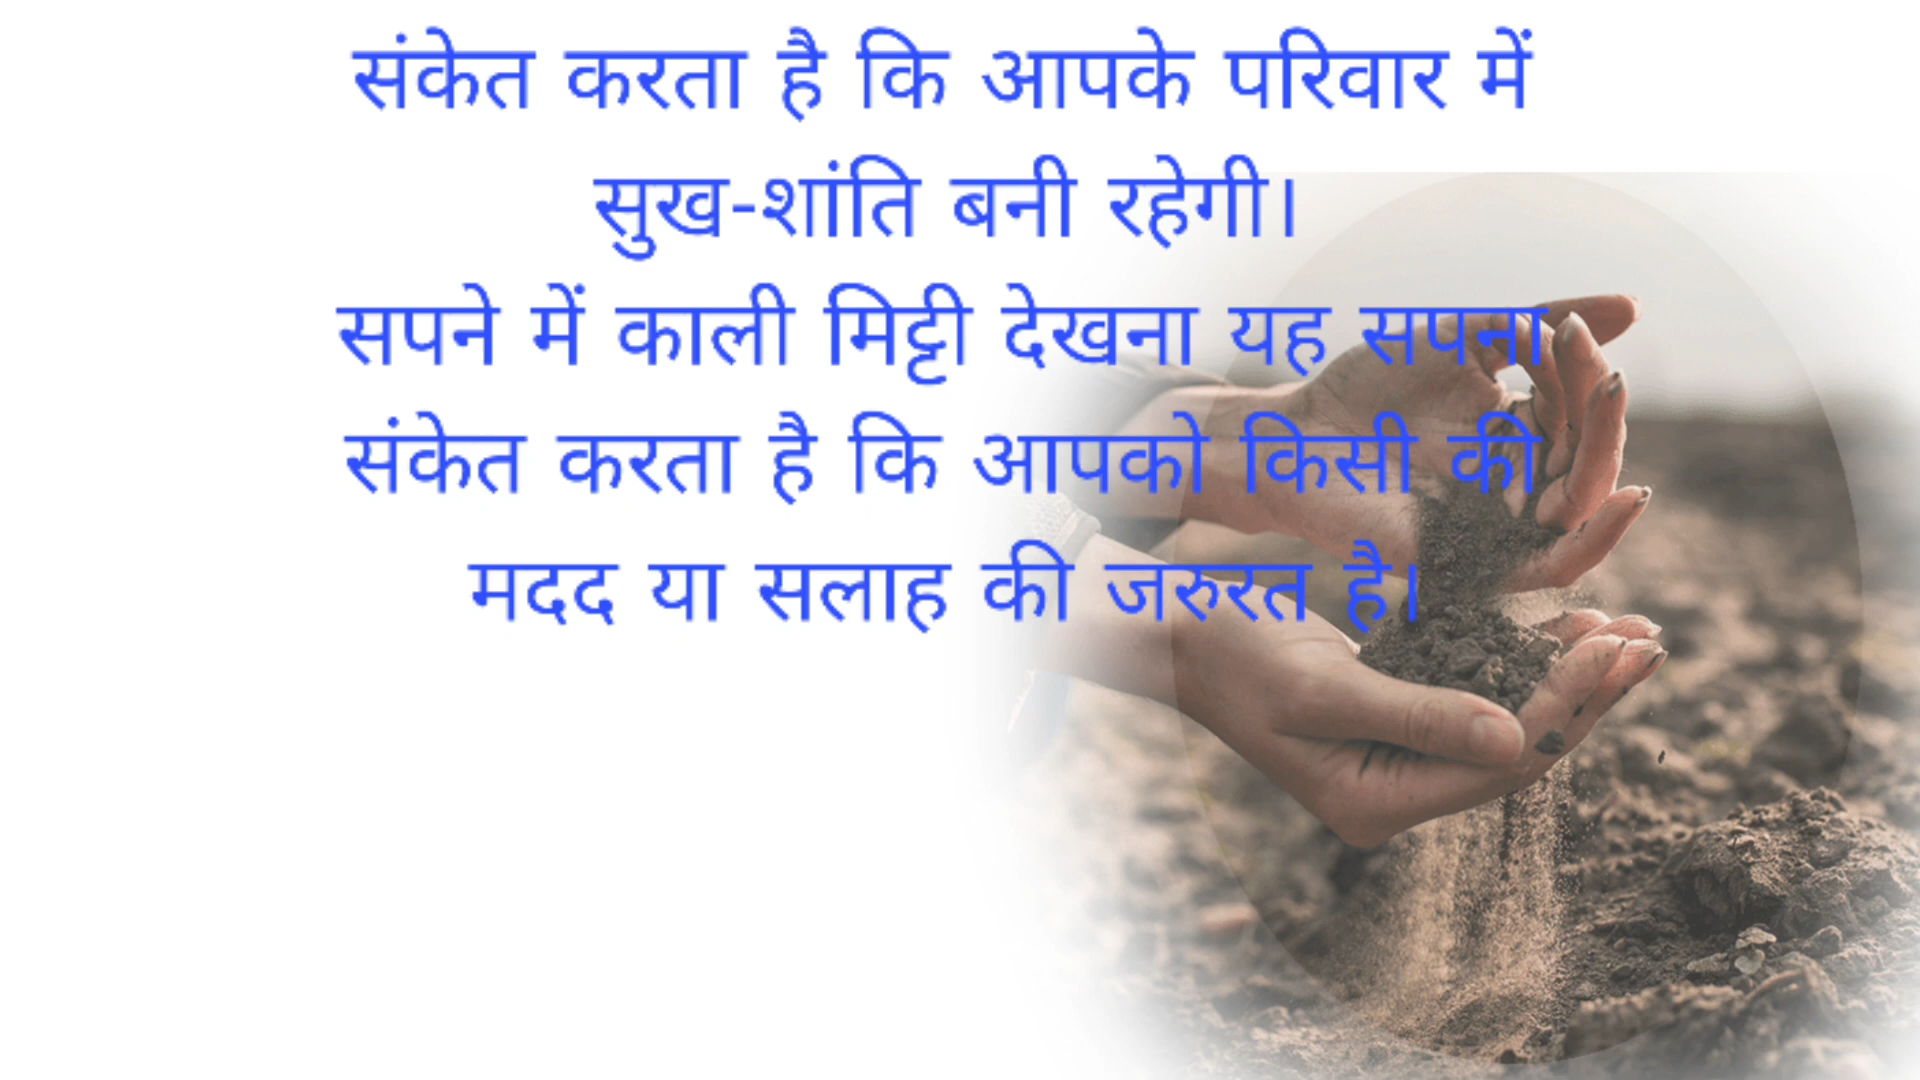 संकेत करता है कि आपके परिवार में
सुख-शांति बनी रहेगी।
सपने में काली मिट्टी देखना यह सपना
संकेत करता है कि आपको किसी की
मदद या सलाह की जरुरत है।